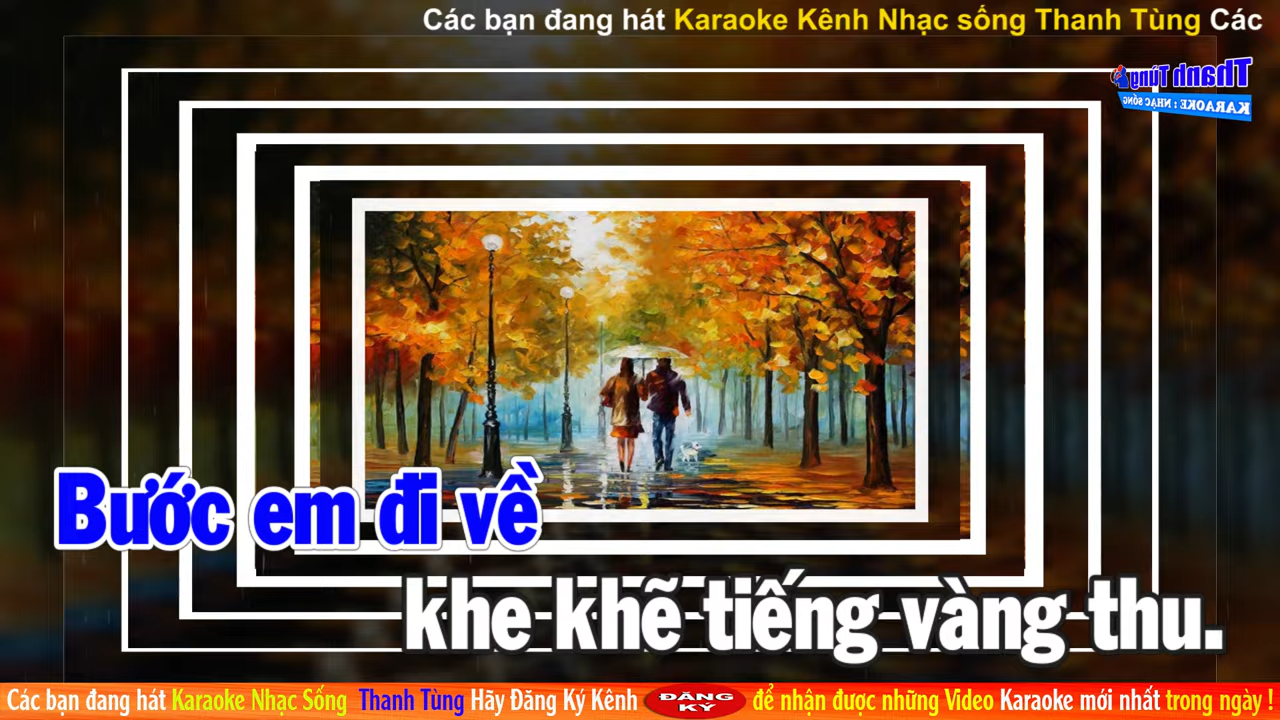 Các bạn đang hát Karaoke Kênh Nhạc sống Thanh Tùng Các
Thanh Tùng
KARAOKE : NHẠC SỐNG
Bước em đi về
khe khẽ tiếng vàng thu.
Các bạn đang hát Karaoke Nhạc Sống Thanh Tùng Hãy Đăng Ký Kênh ĐĂNG KÝ để nhận được những Video Karaoke mới nhất trong ngày !